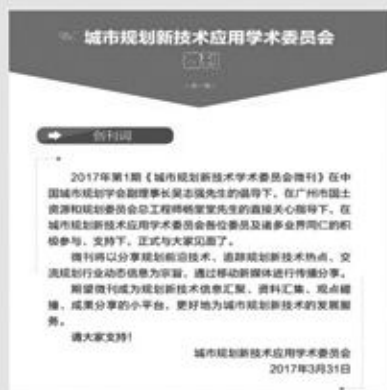 城市规划新技术应用学术委员会
创刊词
2017年第1期《城市规划新技术学术委员会微刊》在中
国城市规划学会副理事长吴志强先生的倡导下，在广州市国土
资源和规划委员会总工程师杨堂堂先生的直接关心指导下，在
城市规划新技术应用学术委员会各位委员及诸多业界同仁的积
极参与、支持下，正式与大家见面了。
微刊将以分享规划前沿技术、追踪规划新技术热点、交
流规划行业动态信息为宗旨，通过移动新媒体进行传播分享。
期望微刊成为规划新技术信息汇聚、资料汇集、观点碰
撞、成果分享的小平台，更好地为城市规划新技术的发展服
务。
请大家支持！
城市规划新技术应用学术委员会
2017年3月31日